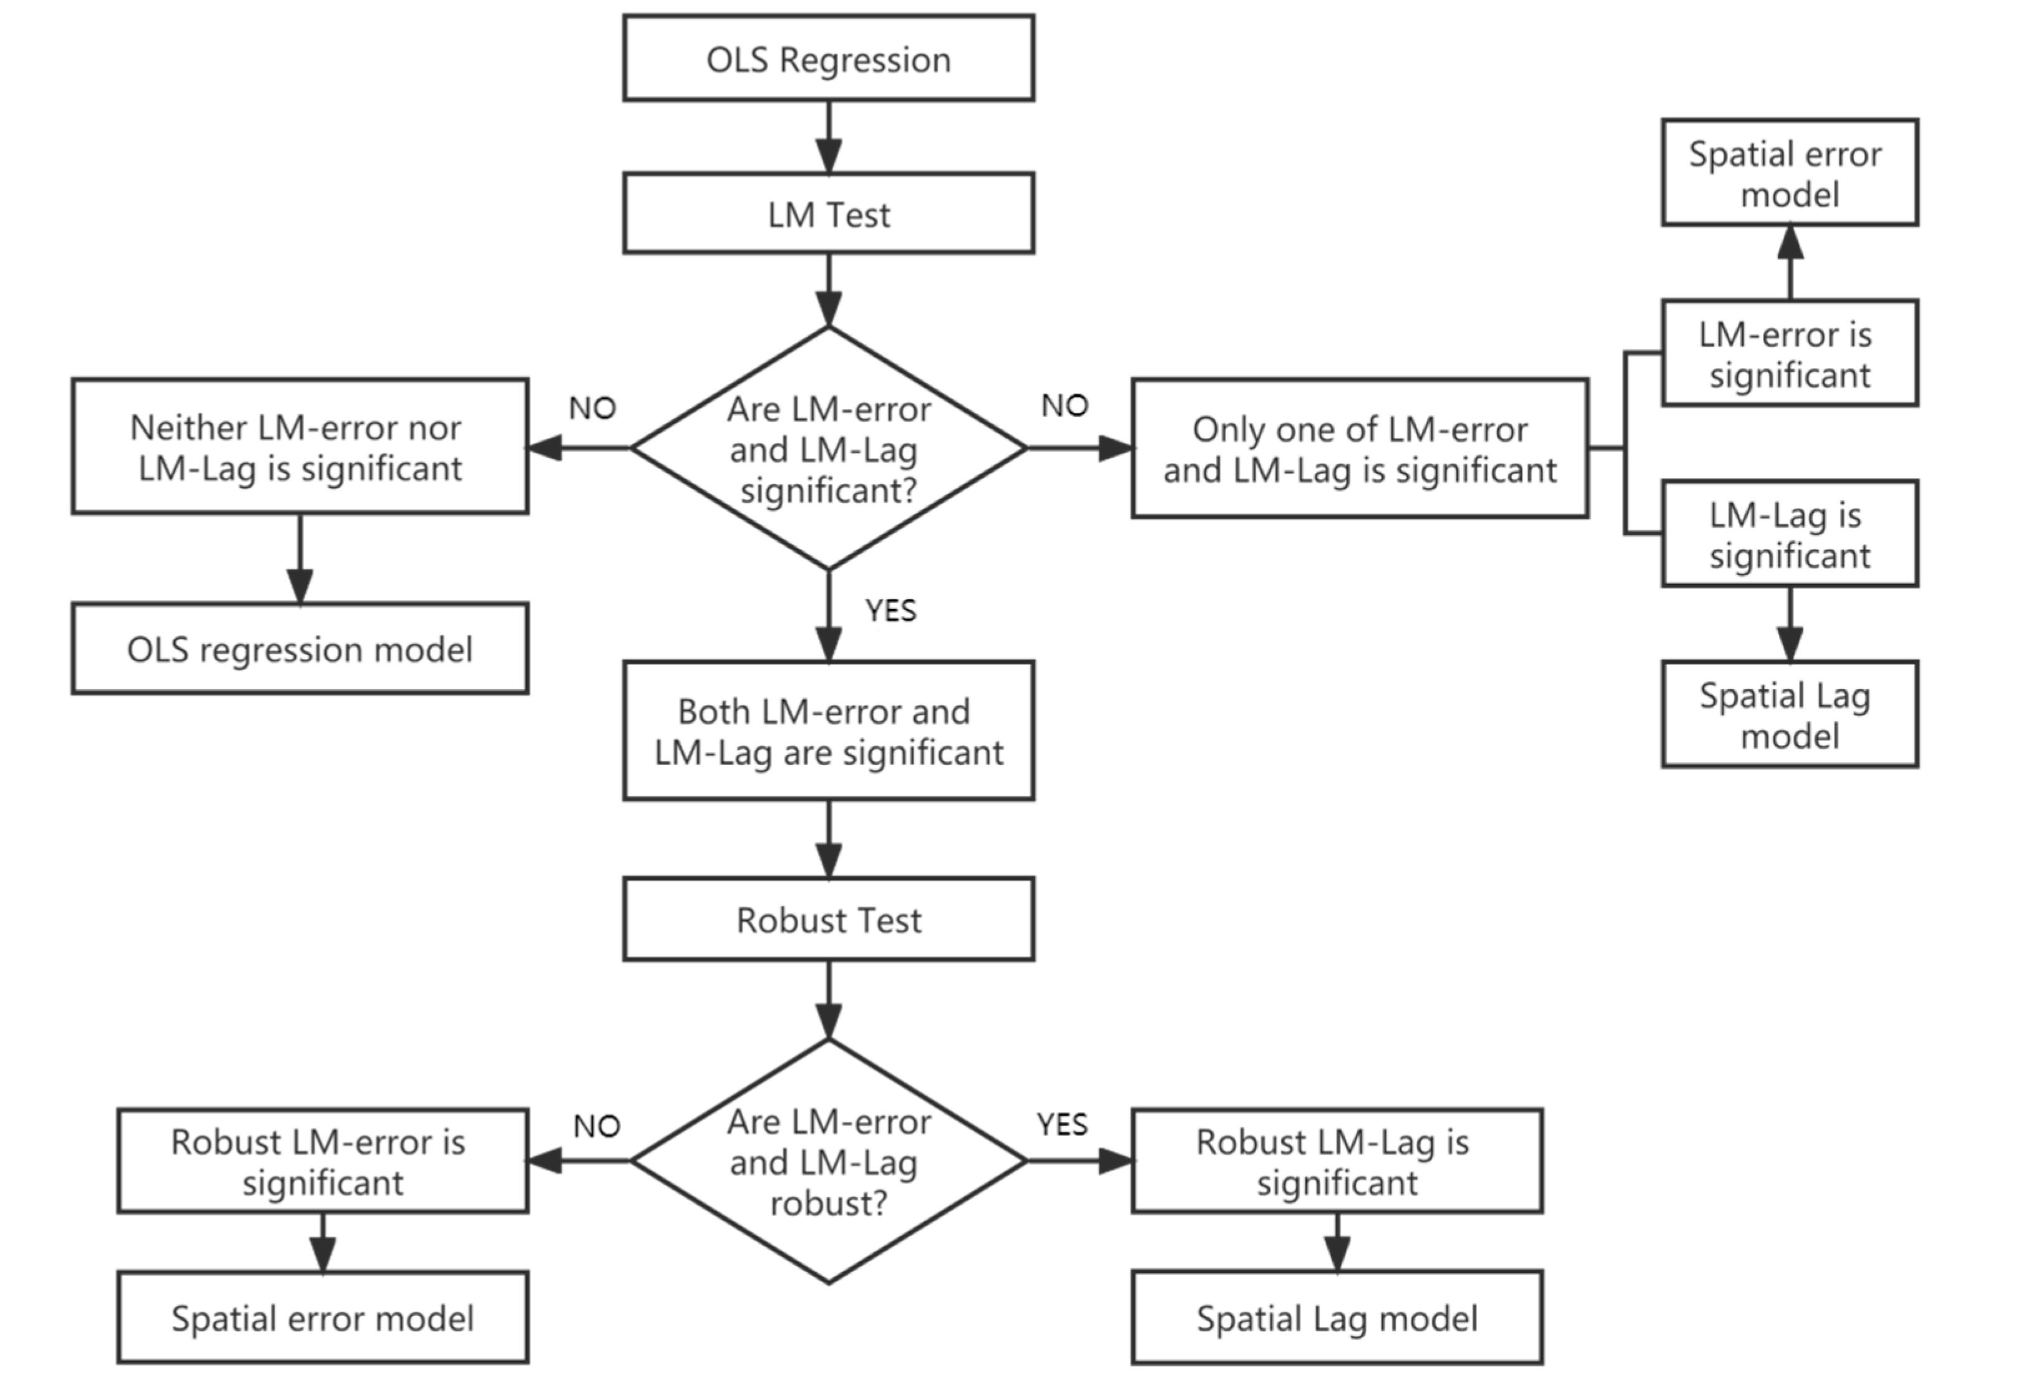 OLS Regression
LM Test
Spatial error
model
LM-error is
significant
NO
Are LM-error
and LM-Lag
significant?
NO
Neither LM-error nor
LM-Lag is significant
Only one of LM-error
and LM-Lag is significant
LM-Lag is
significant
OLS regression model
YES
Spatial Lag
model
Both LM-error and
LM-Lag are significant
Robust Test
NO
Are LM-error
and LM-Lag
robust?
YES
Robust LM-error is
significant
Robust LM-Lag is
significant
Spatial error model
Spatial Lag model